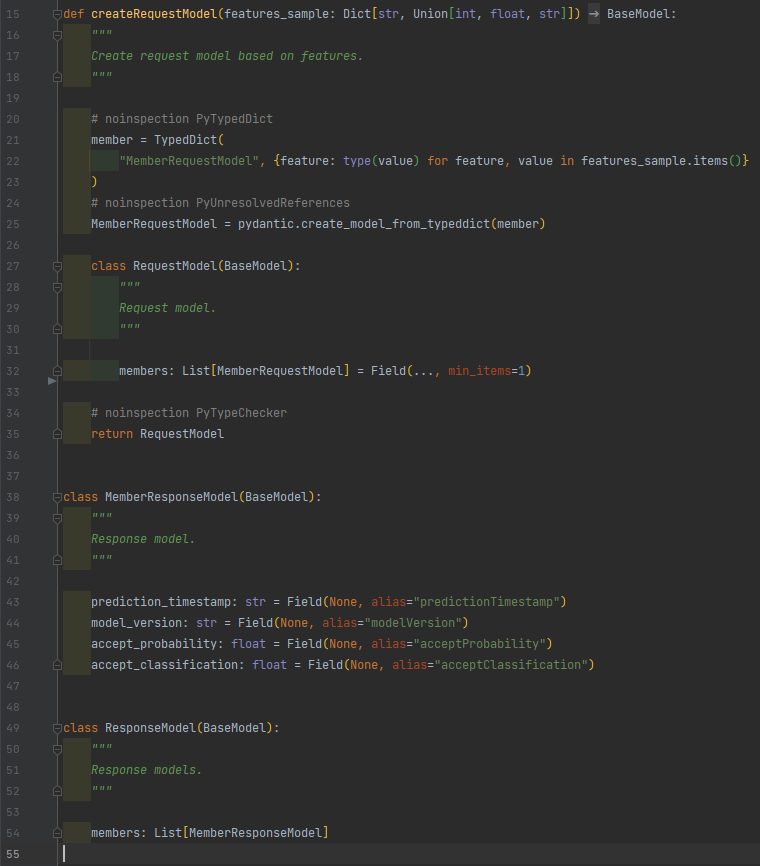 15 def createRequestModel(features_sample: Dict[str, Union[int, float, str]]) → BaseModel:
16     """
17     Create request model based on features.
18     """
19
20     # noinspection PyTypedDict
21     member = TypedDict(
22         "MemberRequestModel", {feature: type(value) for feature, value in features_sample.items()}
23     )
24     # noinspection PyUnresolvedReferences
25     MemberRequestModel = pydantic.create_model_from_typeddict(member)
26
27     class RequestModel(BaseModel):
28         """
29         Request model.
30         """
31
32         members: List[MemberRequestModel] = Field(..., min_items=1)
33
34     # noinspection PyTypeChecker
35     return RequestModel
36
37
38 class MemberResponseModel(BaseModel):
39     """
40     Response model.
41     """
42
43     prediction_timestamp: str = Field(None, alias="predictionTimestamp")
44     model_version: str = Field(None, alias="modelVersion")
45     accept_probability: float = Field(None, alias="acceptProbability")
46     accept_classification: float = Field(None, alias="acceptClassification")
47
48
49 class ResponseModel(BaseModel):
50     """
51     Response models.
52     """
53
54     members: List[MemberResponseModel]
55